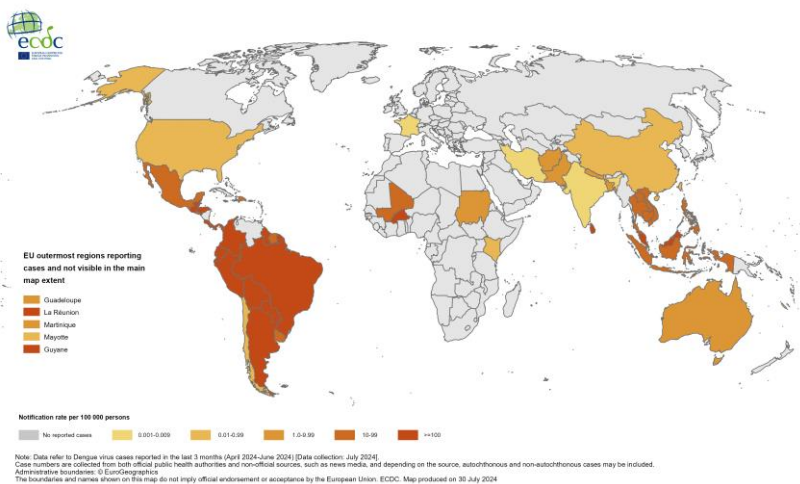 ecdc
EU outermost regions reporting
cases and not visible in the main
map extent
Guadeloupe
La Réunion
Martinique
Mayotte
Guyane
Notification rate per 100 000 persons
No reported cases
0.001-0.009
0.01-0.99
1.0-9.99
10-99
>=100
Note: Data refer to Dengue virus cases reported in the last 3 months (April 2024-June 2024) [Data collection: July 2024].
Case numbers are collected from both official public health authorities and non-official sources, such as news media, and depending on the source, autochthonous and non-autochthonous cases may be included.
Administrative boundaries: © EuroGeographics
The boundaries and names shown on this map do not imply official endorsement or acceptance by the European Union. ECDC. Map produced on 30 July 2024